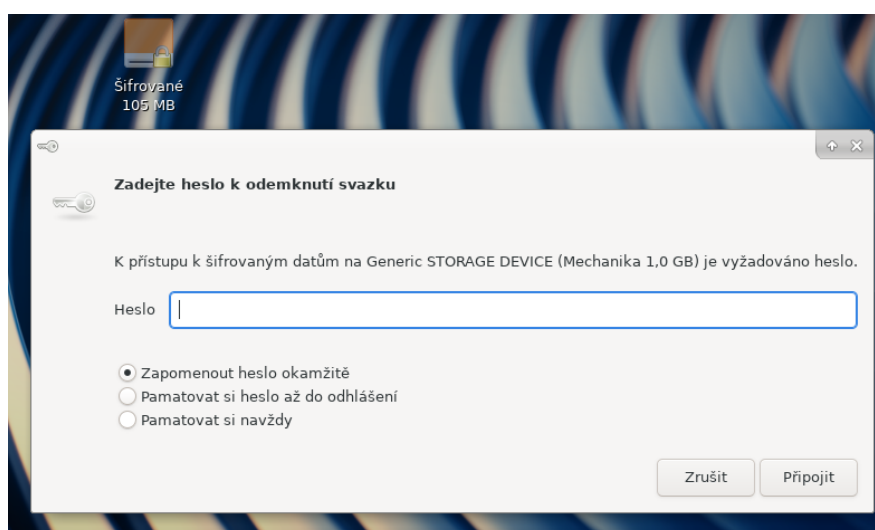 Šifrované
105 MB
Zadejte heslo k odemknutí svazku
K přístupu k šifrovaným datům na Generic STORAGE DEVICE (Mechanika 1,0 GB) je vyžadováno heslo.
Heslo
Zapomenout heslo okamžitě
Pamatovat si heslo až do odhlášení
Pamatovat si navždy
Zrušit Připojit